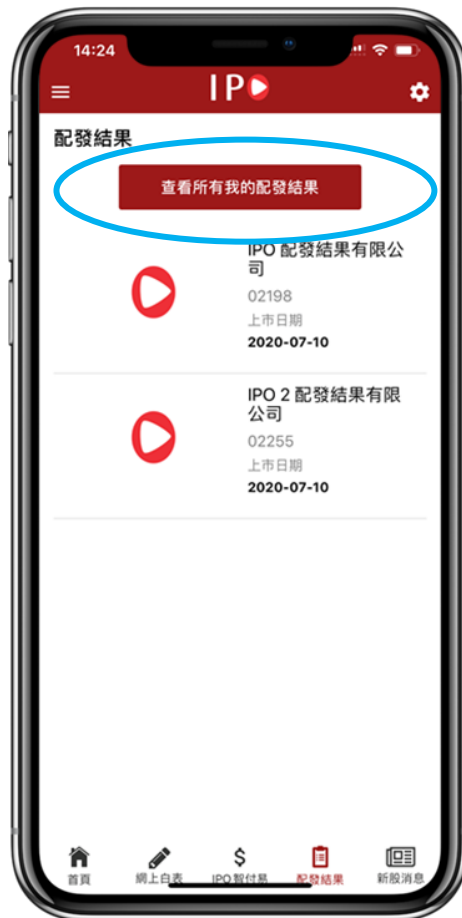 14:24
IPO
配發結果
查看所有我的配發結果
IPO 配發結果有限公
司
02198
上市日期
2020-07-10
IPO 2 配發結果有限
公司
02255
上市日期
2020-07-10
首頁 網上白表 IPO 智付易 配發結果 新股消息